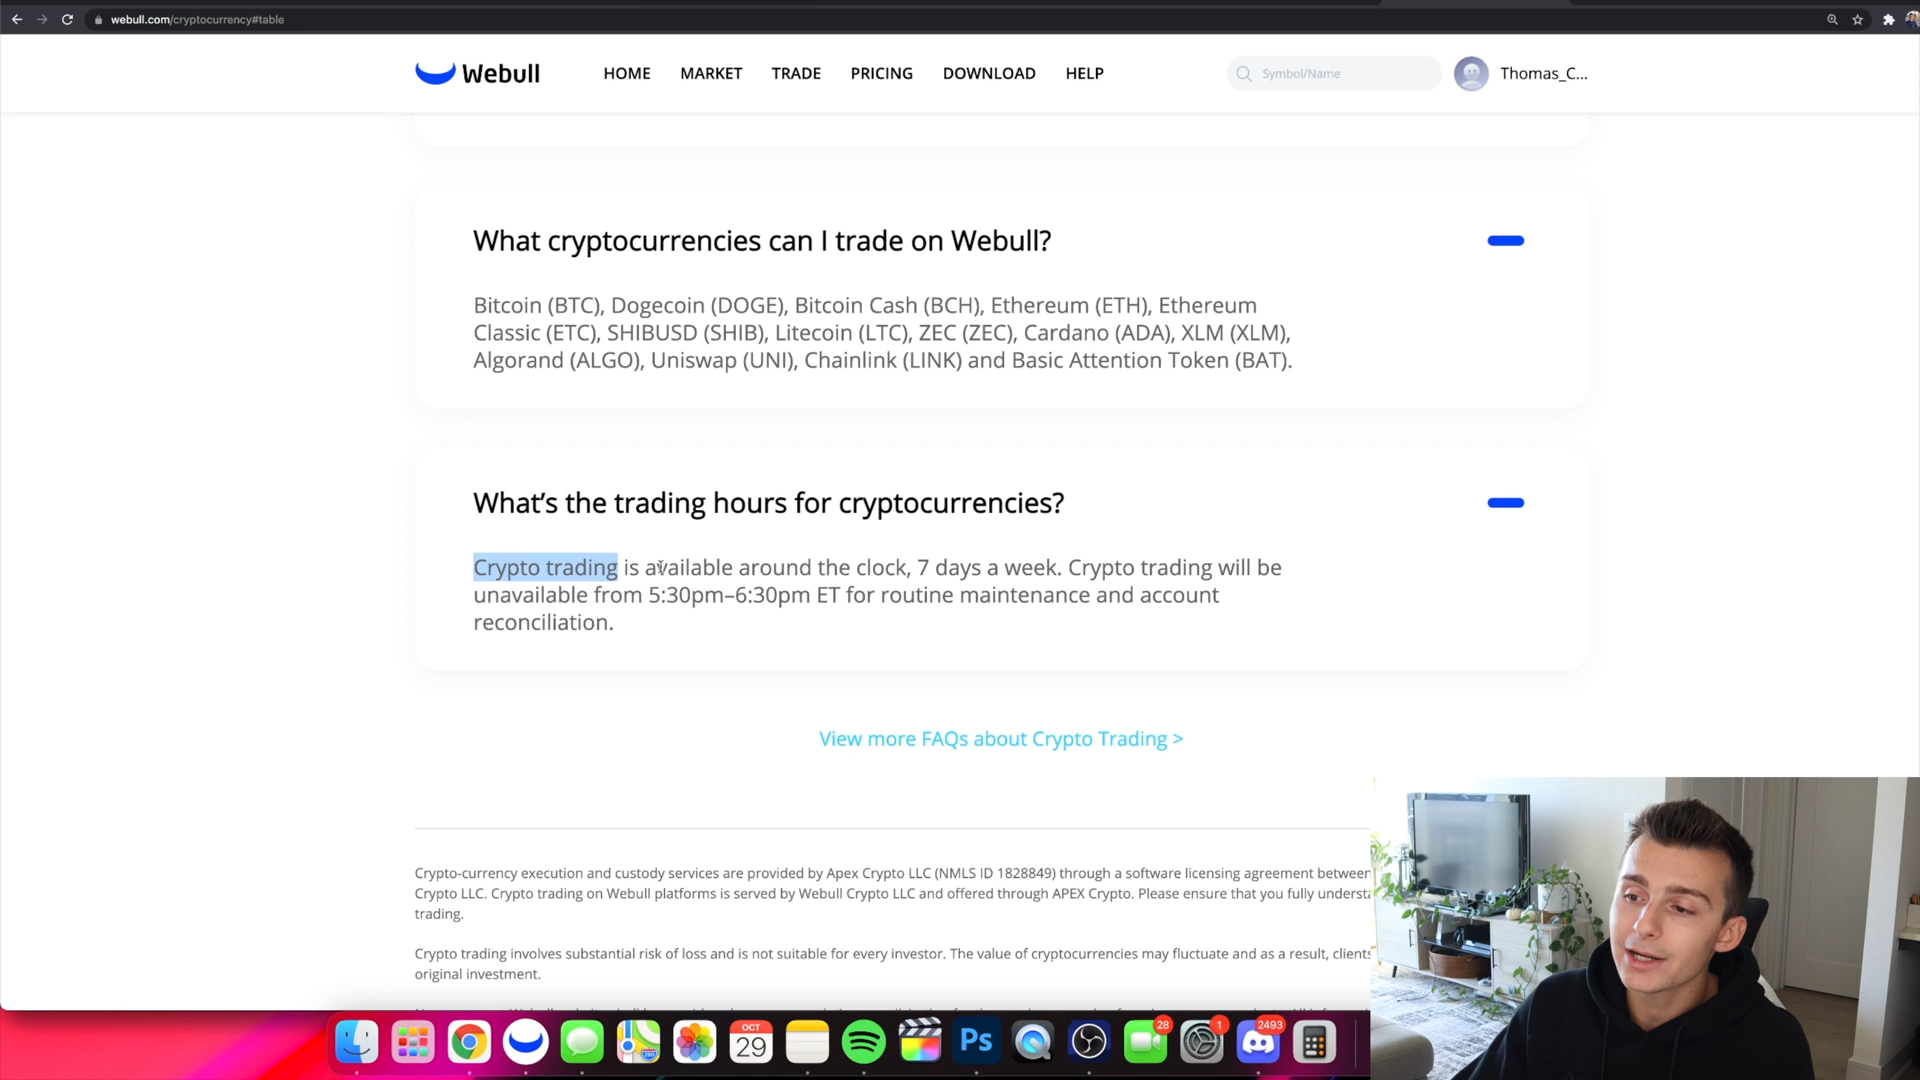 webull.com/cryptocurrency#table
Webull
HOME
MARKET
TRADE
PRICING
DOWNLOAD
HELP
Symbol/Name
Thomas_C...
What cryptocurrencies can I trade on Webull?
Bitcoin (BTC), Dogecoin (DOGE), Bitcoin Cash (BCH), Ethereum (ETH), Ethereum
Classic (ETC), SHIBUSD (SHIB), Litecoin (LTC), ZEC (ZEC), Cardano (ADA), XLM (XLM),
Algorand (ALGO), Uniswap (UNI), Chainlink (LINK) and Basic Attention Token (BAT).
What's the trading hours for cryptocurrencies?
Crypto trading is available around the clock, 7 days a week. Crypto trading will be
unavailable from 5:30pm–6:30pm ET for routine maintenance and account
reconciliation.
View more FAQs about Crypto Trading >
Crypto-currency execution and custody services are provided by Apex Crypto LLC (NMLS ID 1828849) through a software licensing agreement between
Crypto LLC. Crypto trading on Webull platforms is served by Webull Crypto LLC and offered through APEX Crypto. Please ensure that you fully understa
trading.
Crypto trading involves substantial risk of loss and is not suitable for every investor. The value of cryptocurrencies may fluctuate and as a result, clients
original investment.
OCT
29
Ps
28
1
2493